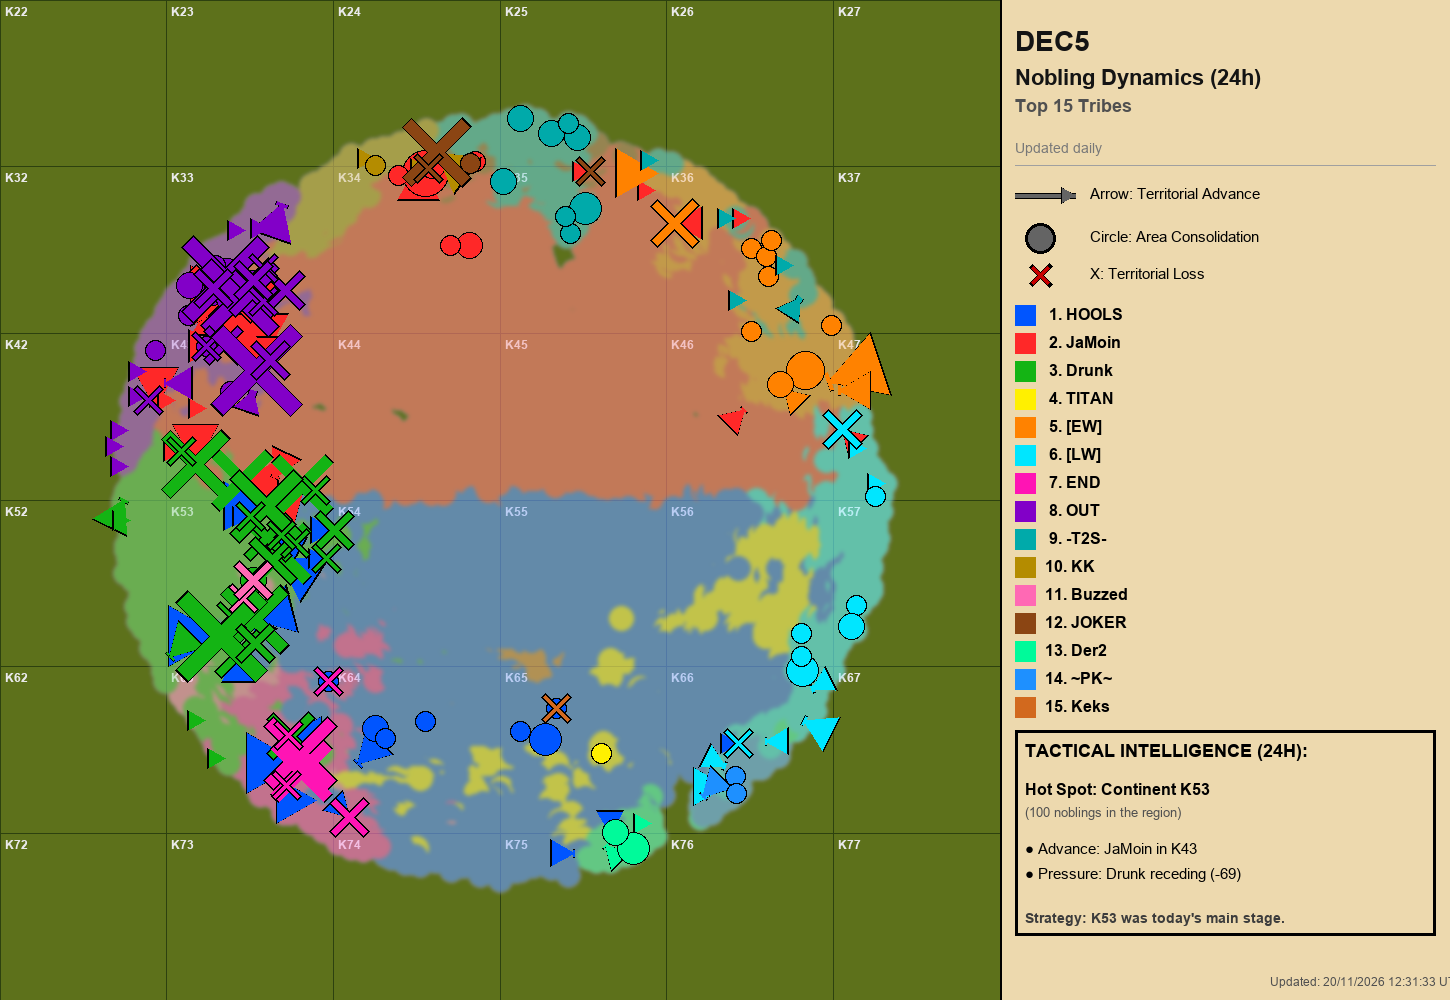 K22 K23 K24 K25 K26 K27
K32 K33 K34 35 K36 K37
K42 K4 K44 K45 K46 K47
K52 K53 K54 K55 K56 K57
K62 K64 K65 K66 K67
K72 K73 K74 K75 K76 K77
DEC5
Nobling Dynamics (24h)
Top 15 Tribes
Updated daily
Arrow: Territorial Advance
Circle: Area Consolidation
X: Territorial Loss
1. HOOLS
2. JaMoin
3. Drunk
4. TITAN
5. [EW]
6. [LW]
7. END
8. OUT
9. -T2S-
10. KK
11. Buzzed
12. JOKER
13. Der2
14. ~PK~
15. Keks
TACTICAL INTELLIGENCE (24H):
Hot Spot: Continent K53
(100 noblings in the region)
● Advance: JaMoin in K43
● Pressure: Drunk receding (-69)
Strategy: K53 was today's main stage.
Updated: 20/11/2026 12:31:33 U